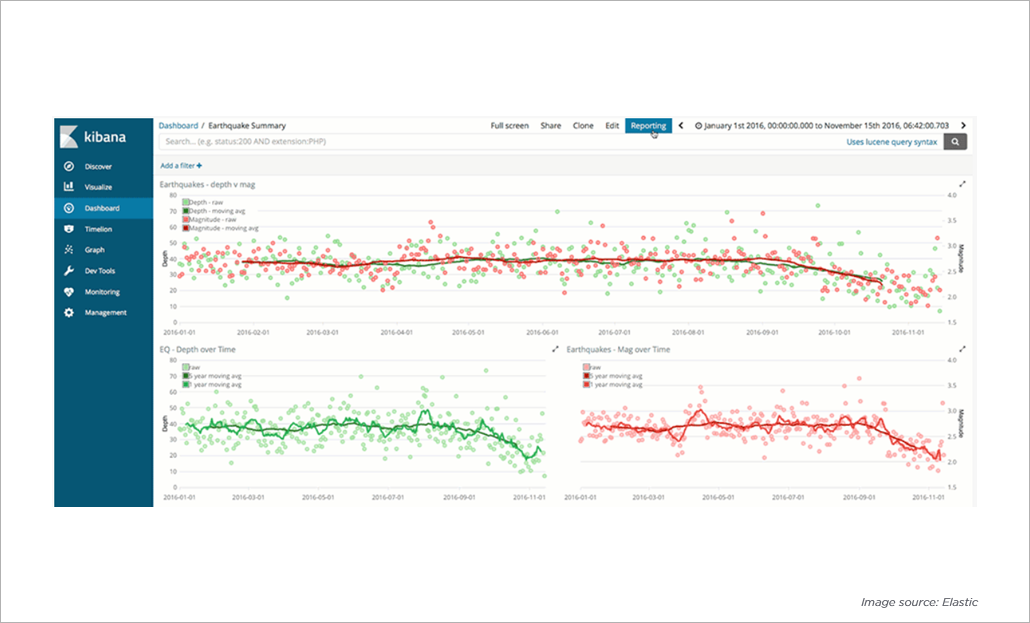 kibana
Discover
Visualize
Dashboard
Timelion
Graph
Dev Tools
Monitoring
Management
Dashboard / Earthquake Summary
Full screen Share Clone Edit Reporting January 1st 2016, 00:00:00.000 to November 15th 2016, 06:42:00.703
Search... (e.g. status:200 AND extension:PHP)
Uses lucene query syntax
Add a filter +
Earthquakes - depth v mag
Depth - raw
Depth - moving avg
Magnitude - raw
Magnitude - moving avg
80
70
60
50
40
30
20
10
0
Depth
4.0
3.5
3.0
2.5
2.0
1.5
Magnitude
2016-01-01 2016-02-01 2016-03-01 2016-04-01 2016-05-01 2016-06-01 2016-07-01 2016-08-01 2016-09-01 2016-10-01 2016-11-01
EQ - Depth over Time
raw
5 year moving avg
1 year moving avg
80
70
60
50
40
30
20
10
0
Depth
2016-01-01 2016-03-01 2016-05-01 2016-07-01 2016-09-01 2016-11-01
Earthquakes - Mag over Time
raw
5 year moving avg
1 year moving avg
4.0
3.5
3.0
2.5
2.0
1.5
Magnitude
2016-01-01 2016-03-01 2016-05-01 2016-07-01 2016-09-01 2016-11-01
Image source: Elastic